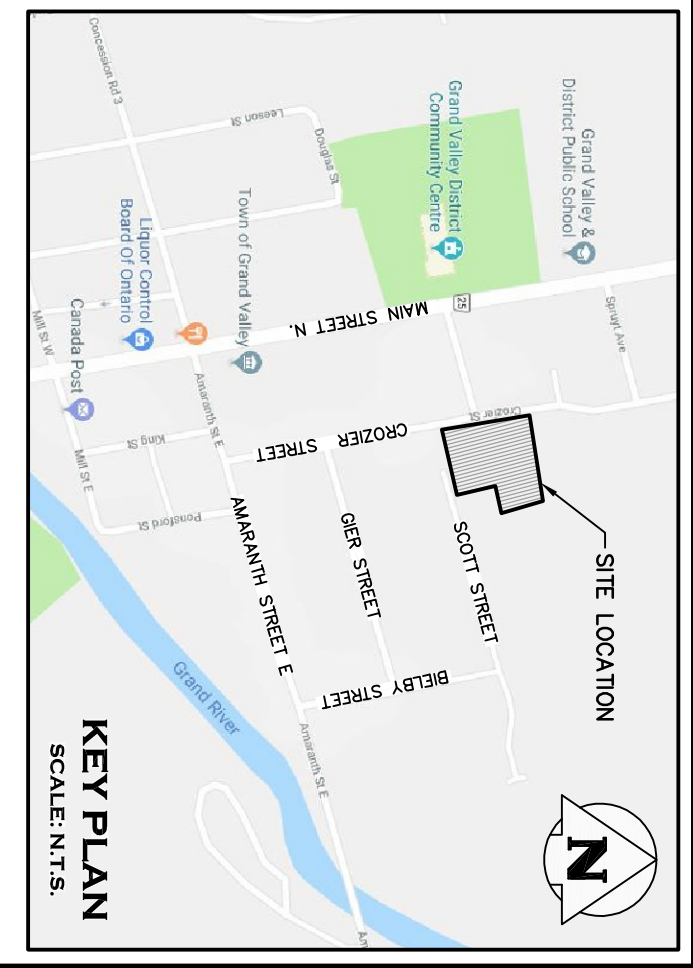 Grand Valley &
District Public School
Spruyt Ave
Grand Valley District
Community Centre
25
MAIN STREET N.
Crozier St
CROZIER STREET
SITE LOCATION
SCOTT STREET
GIER STREET
BIELBY STREET
AMARANTH STREET E
Amaranth St E
Amaranth St E
Am
Douglas St
Leeson St
Concession Rd 3
Town of Grand Valley
Liquor Control
Board Of Ontario
Canada Post
Mill St W
Mill St E
King St
Ponsford St
Grand River
N
KEY PLAN
SCALE: N.T.S.